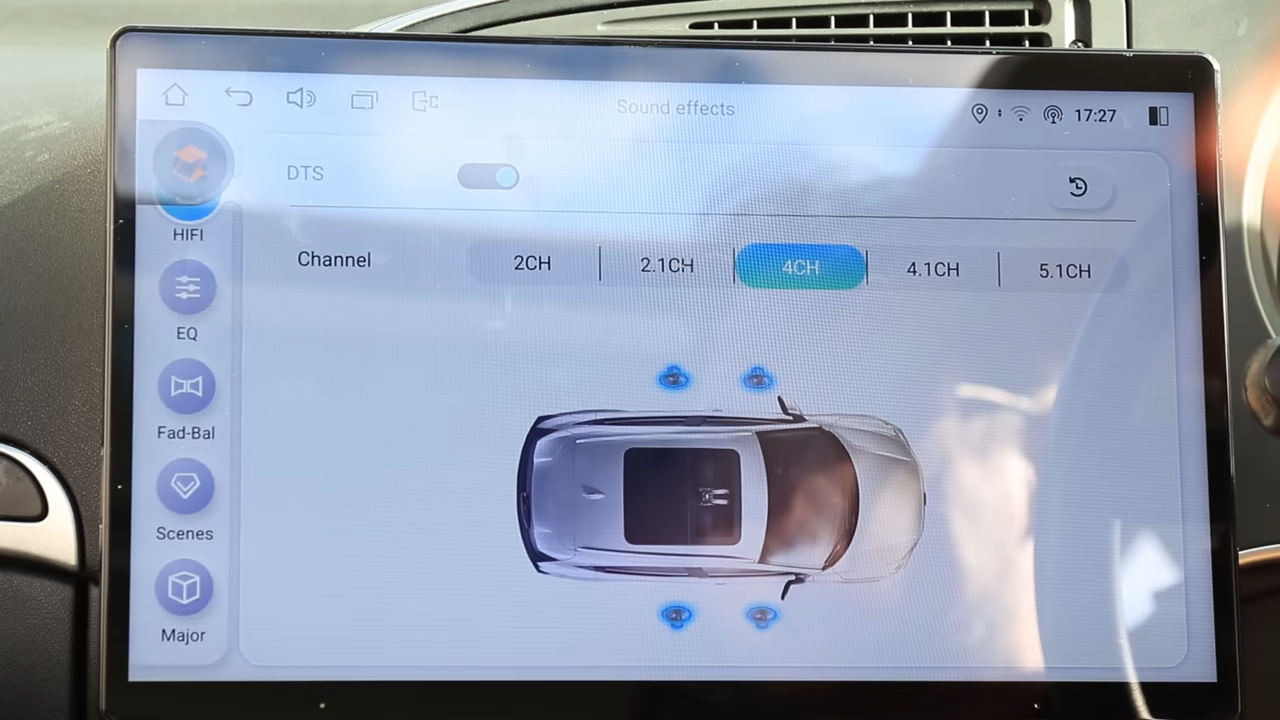 Sound effects
17:27
DTS
Channel
2CH
2.1CH
4CH
4.1CH
5.1CH
HIFI
EQ
Fad-Bal
Scenes
Major